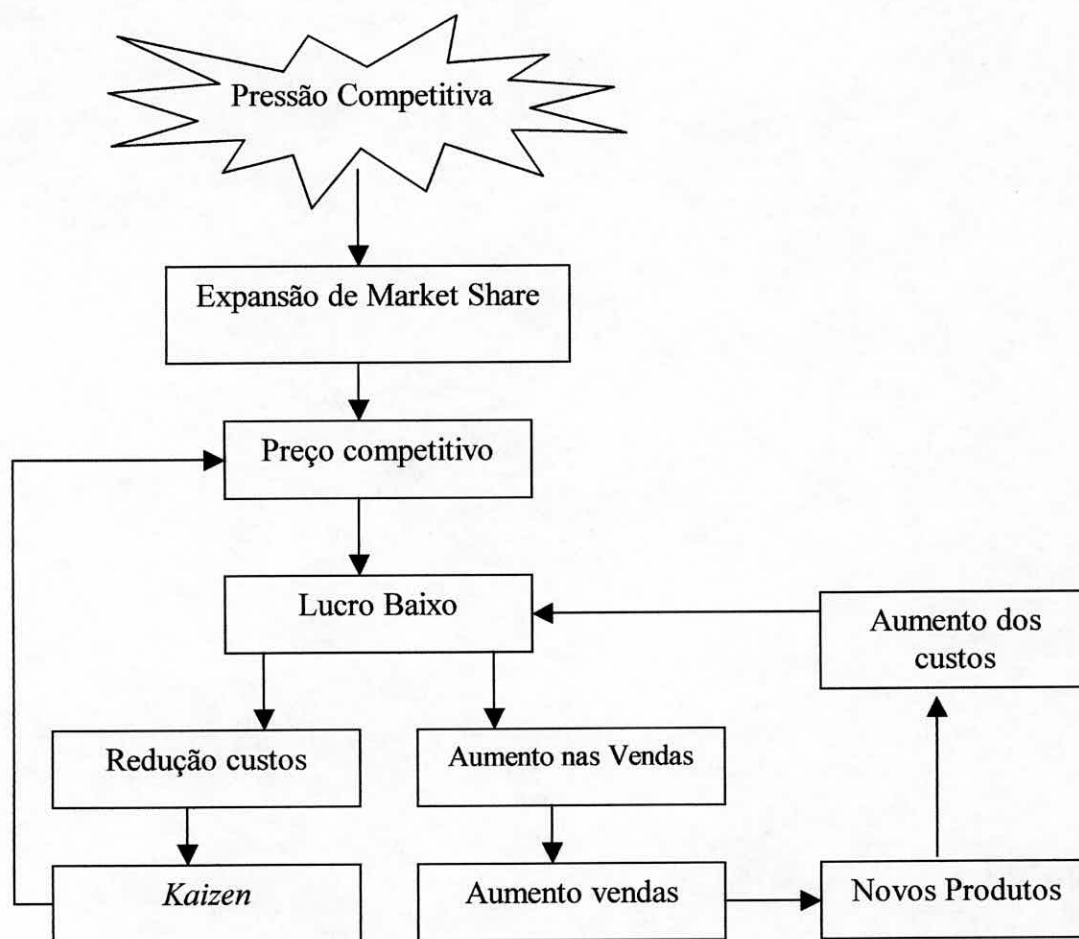 Pressão Competitiva
Expansão de Market Share
Preço competitivo
Lucro Baixo
Aumento dos
custos
Redução custos
Aumento nas Vendas
Kaizen
Aumento vendas
Novos Produtos